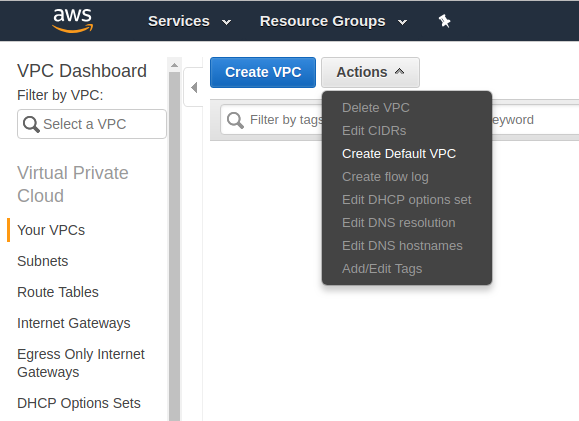 aws
Services
Resource Groups
VPC Dashboard
Filter by VPC:
Select a VPC
Virtual Private
Cloud
Your VPCs
Subnets
Route Tables
Internet Gateways
Egress Only Internet
Gateways
DHCP Options Sets
Create VPC
Actions
Filter by tags
eyword
Delete VPC
Edit CIDRs
Create Default VPC
Create flow log
Edit DHCP options set
Edit DNS resolution
Edit DNS hostnames
Add/Edit Tags